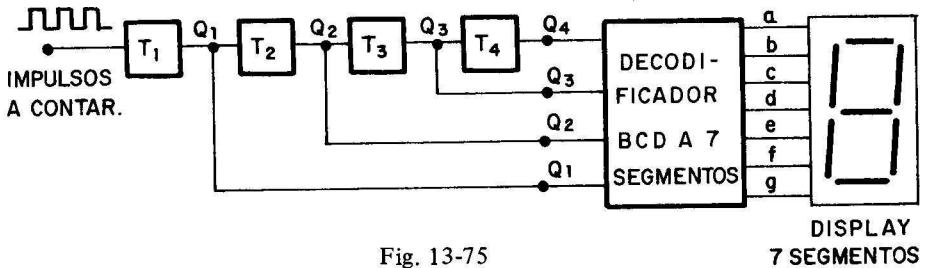 IMPULSOS
A CONTAR.
T1
Q1
T2
Q2
T3
Q3
T4
Q4
Q3
Q2
Q1
DECODI-
FICADOR
BCD A 7
SEGMENTOS
a
b
c
d
e
f
g
DISPLAY
7 SEGMENTOS
Fig. 13-75